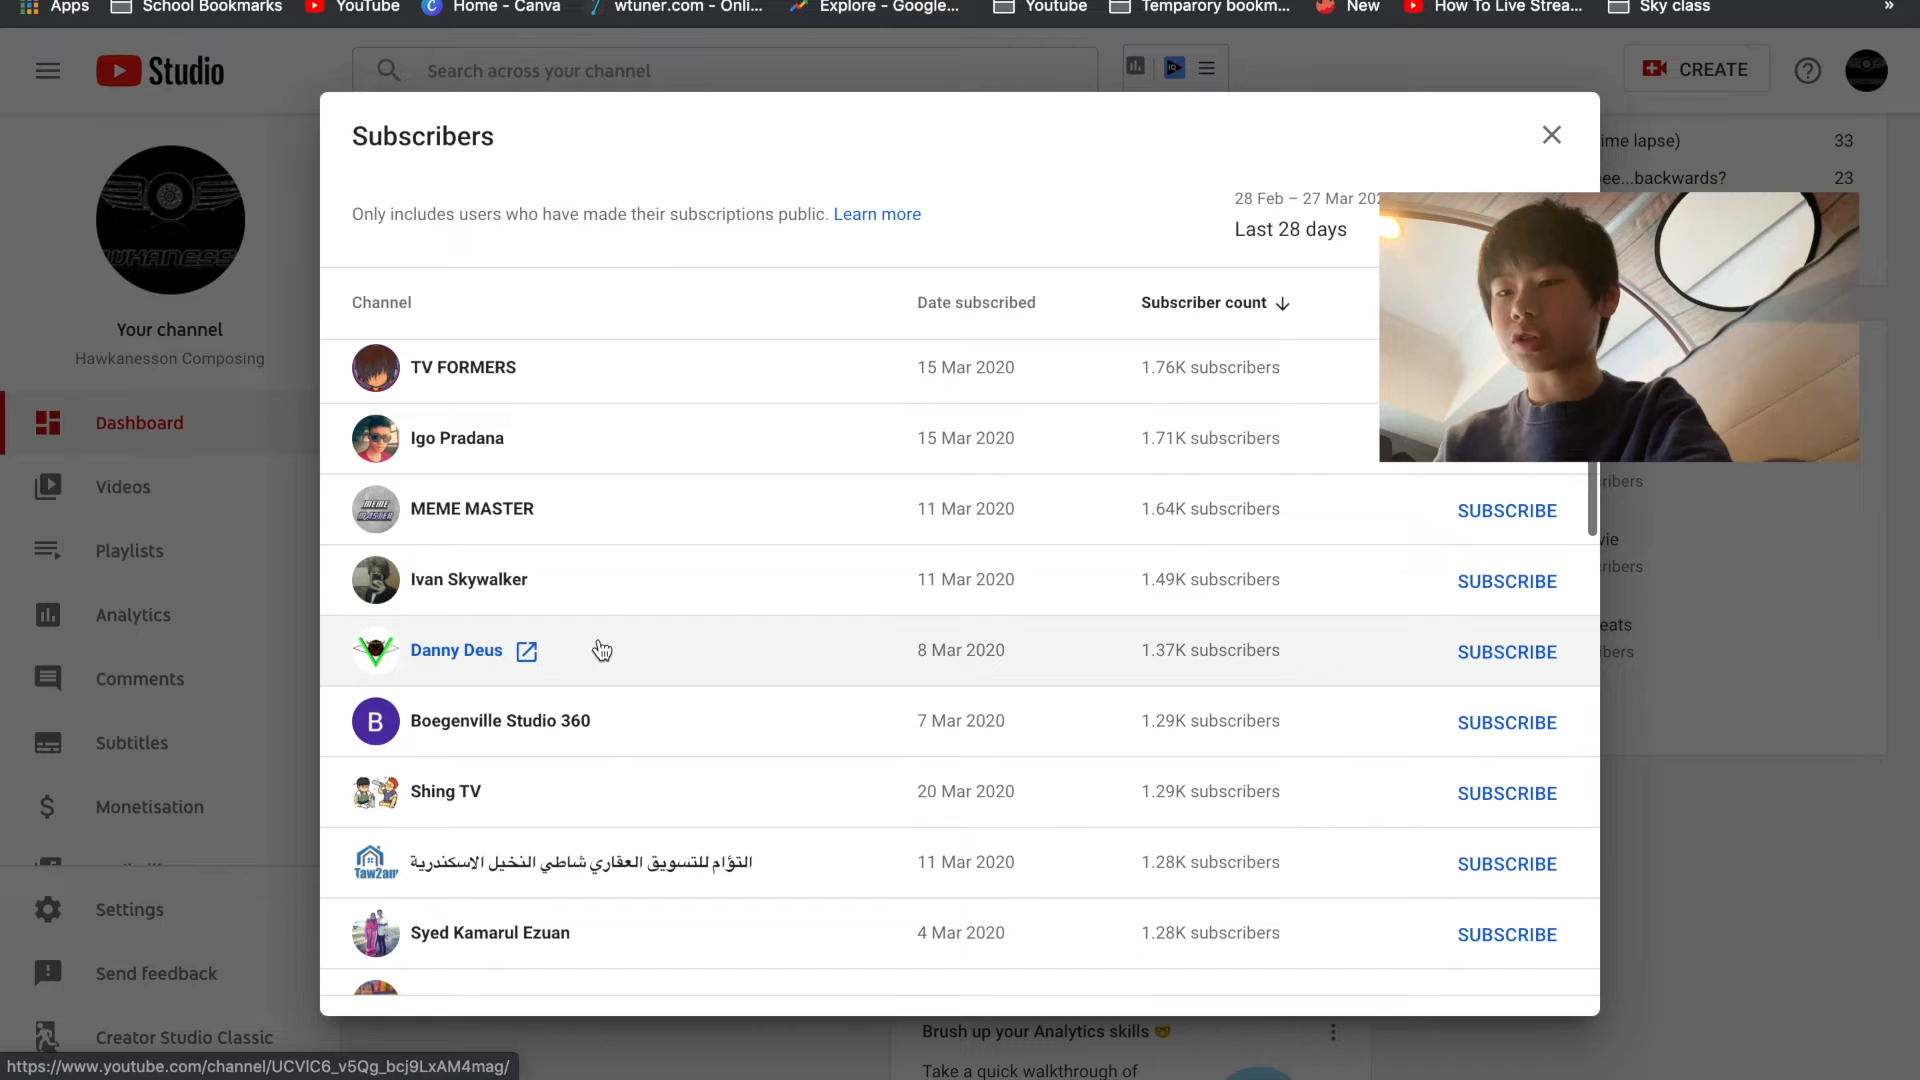 Apps
School Bookmarks
YouTube
Home - Canva
wtuner.com - Onli...
Explore - Google...
Youtube
Temparory bookm...
New
How To Live Strea...
Sky class
»
Studio
Search across your channel
CREATE
Subscribers
ime lapse)
33
ee...backwards?
23
Only includes users who have made their subscriptions public. Learn more
28 Feb – 27 Mar 202
Last 28 days
Your channel
Hawkanesson Composing
Channel
Date subscribed
Subscriber count
TV FORMERS
15 Mar 2020
1.76K subscribers
Dashboard
Igo Pradana
15 Mar 2020
1.71K subscribers
Videos
MEME MASTER
11 Mar 2020
1.64K subscribers
SUBSCRIBE
ribers
Playlists
vie
Ivan Skywalker
11 Mar 2020
1.49K subscribers
SUBSCRIBE
cribers
Analytics
eats
Danny Deus
8 Mar 2020
1.37K subscribers
SUBSCRIBE
ibers
Comments
Boegenville Studio 360
7 Mar 2020
1.29K subscribers
SUBSCRIBE
B
Subtitles
Shing TV
20 Mar 2020
1.29K subscribers
SUBSCRIBE
Monetisation
التؤام للتسويق العقاري شاطي النخيل الاسكندرية
11 Mar 2020
1.28K subscribers
SUBSCRIBE
Taw2am
Settings
Syed Kamarul Ezuan
4 Mar 2020
1.28K subscribers
SUBSCRIBE
Send feedback
Creator Studio Classic
Brush up your Analytics skills
Take a quick walkthrough of
https://www.youtube.com/channel/UCVIC6_v5Qg_bcj9LxAM4mag/